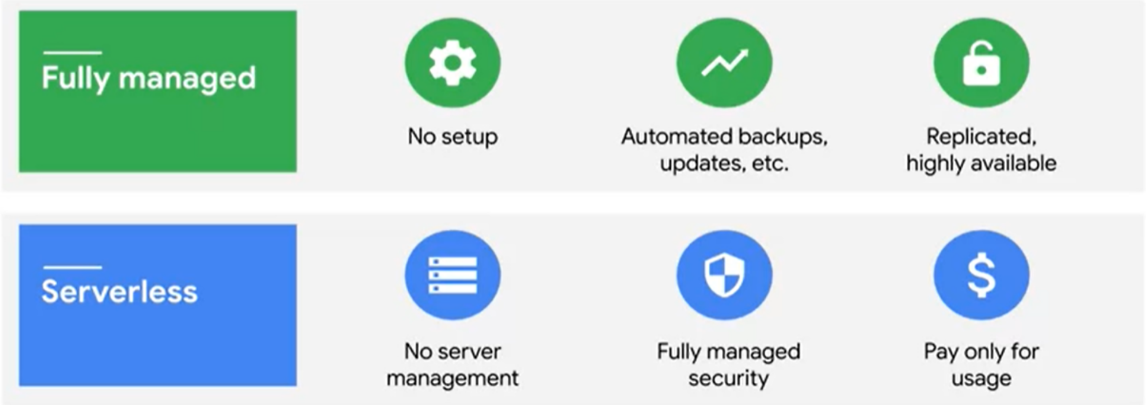 Fully managed
No setup
Automated backups,
updates, etc.
Replicated,
highly available
Serverless
No server
management
Fully managed
security
Pay only for
usage